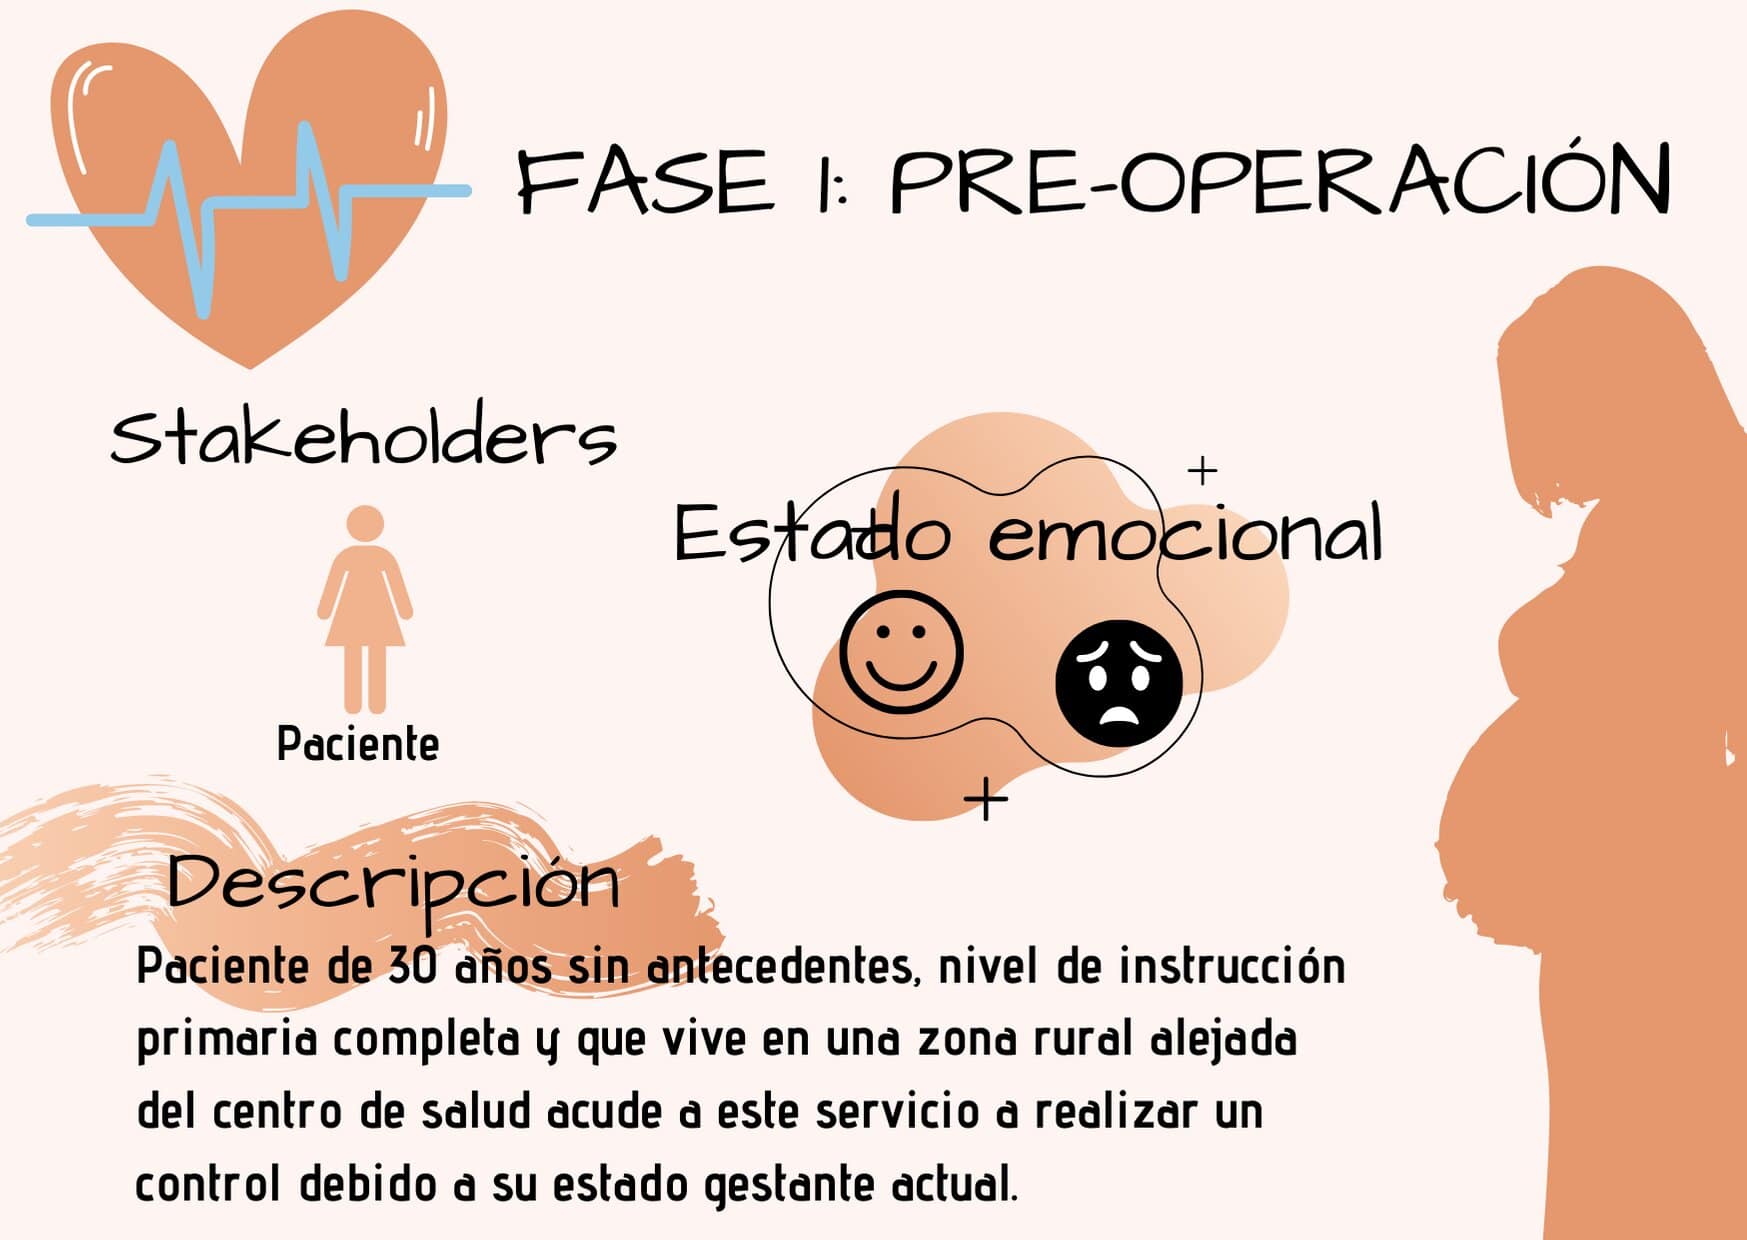 FASE 1: PRE-OPERACIÓN
Stakeholders
Paciente
Estado emocional
Descripción
Paciente de 30 años sin antecedentes, nivel de instrucción
primaria completa y que vive en una zona rural alejada
del centro de salud acude a este servicio a realizar un
control debido a su estado gestante actual.